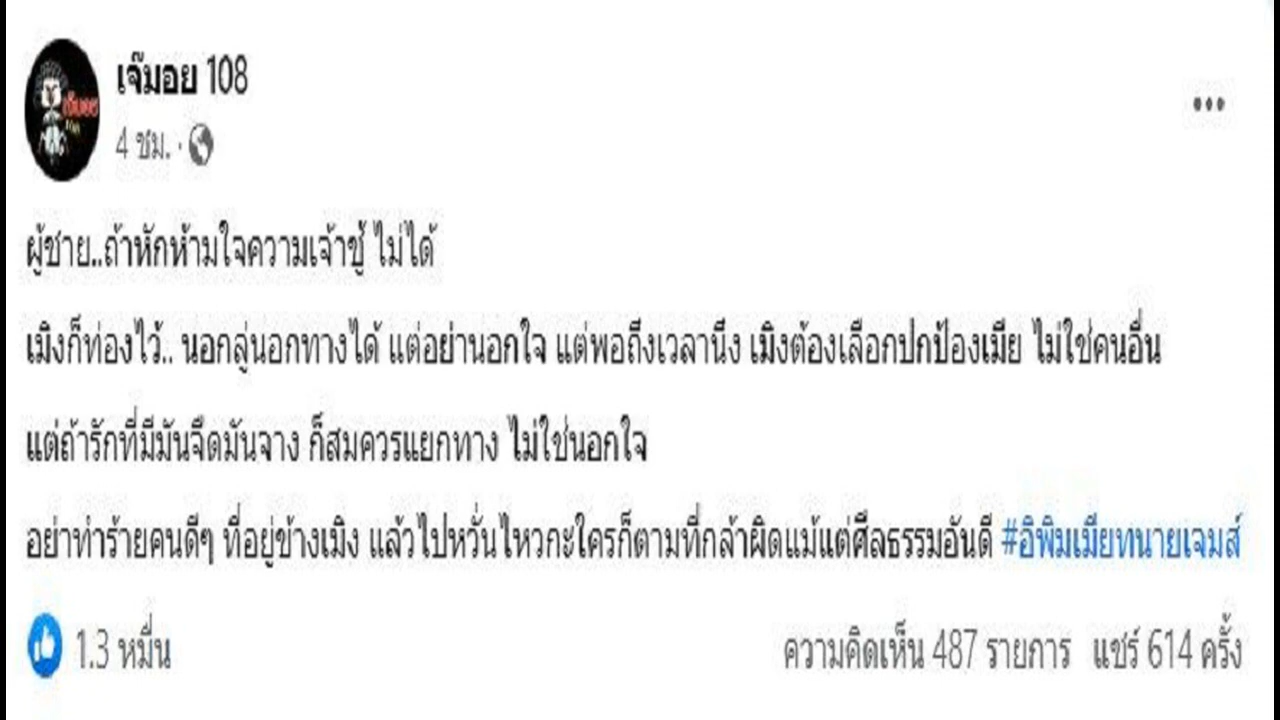 เจ๊มอย 108
4 ชม.
ผู้ชาย..ถ้าหักห้ามใจความเจ้าชู้ ไม่ได้
เมิงก็ท่องไว้.. นอกลู่นอกทางได้ แต่อย่านอกใจ แต่พอถึงเวลานึง เมิงต้องเลือกปกป้องเมีย ไม่ใช่คนอื่น
แต่ถ้ารักที่มีมันจืดมันจาง ก็สมควรแยกทาง ไม่ใช่นอกใจ
อย่าทำร้ายคนดีๆ ที่อยู่ข้างเมิง แล้วไปหวั่นไหวกะใครก็ตามที่กล้าผิดแม้แต่ศีลธรรมอันดี #อิพิมเมียทนายเจมส์
1.3 หมื่น
ความคิดเห็น 487 รายการ แชร์ 614 ครั้ง